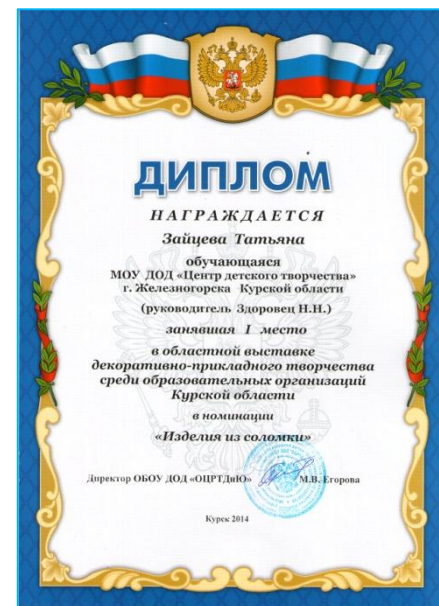 ДИПЛОМ
НАГРАЖДАЕТСЯ
Зайцева Татьяна
обучающаяся
МОУ ДОД «Центр детского творчества»
г. Железногорска Курской области
(руководитель Здоровец Н.Н.)
занявшая I место
в областной выставке
декоративно-прикладного творчества
среди образовательных организаций
Курской области
в номинации
«Изделия из соломки»
Директор ОБОУ ДОД «ОЦРТДиЮ» М.В. Егорова
Курск 2014